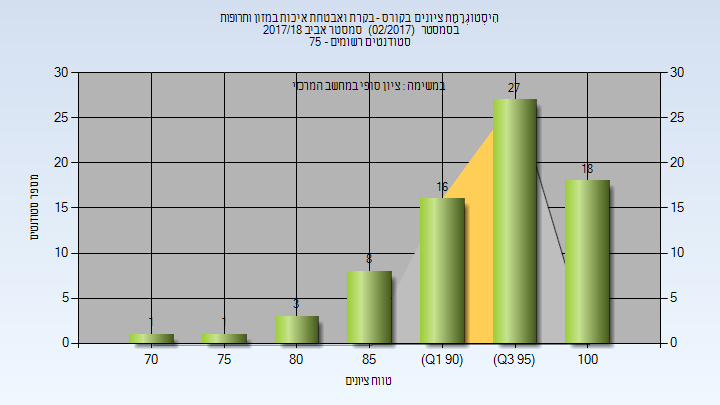 היסטוגרמת ציונים בקורס - בקרת ואבטחת איכות במזון ותרופות
בסמסטר (02/2017) סמסטר אביב 2017/18
סטודנטים רשומים - 75
במשימה : ציון סופי במחשב המרכזי
30 30
25 25
20 20
15 15
10 10
5 5
0 0
1 1 3 8 16 27 18
70 75 80 85 (Q1 90) (Q3 95) 100
טווח ציונים
מספר סטודנטים